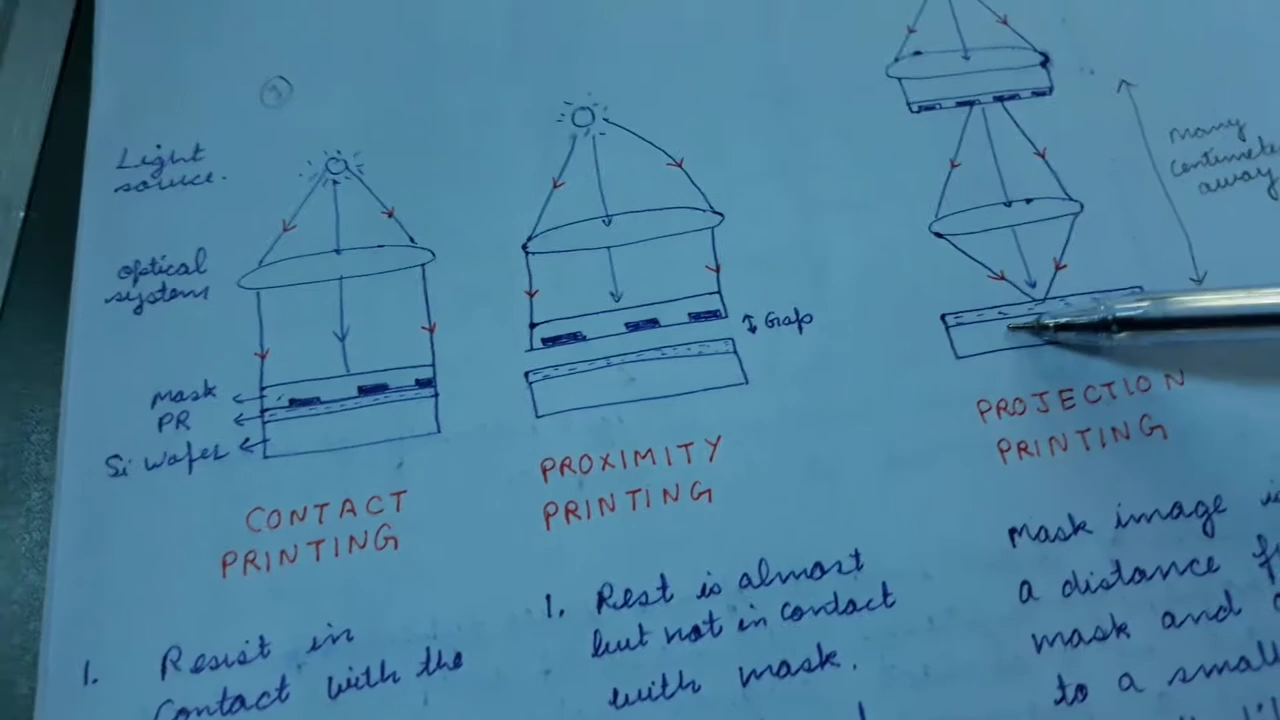 Light
source.
optical
system
mask
PR
Si wafer
Gap
many
away
CONTACT
PRINTING
PROXIMITY
PRINTING
PROJECTION
PRINTING
1. Resist in
contact with the
1. Rest is almost
but not in contact
with mask.
mask image
a distance
mask and
to a small